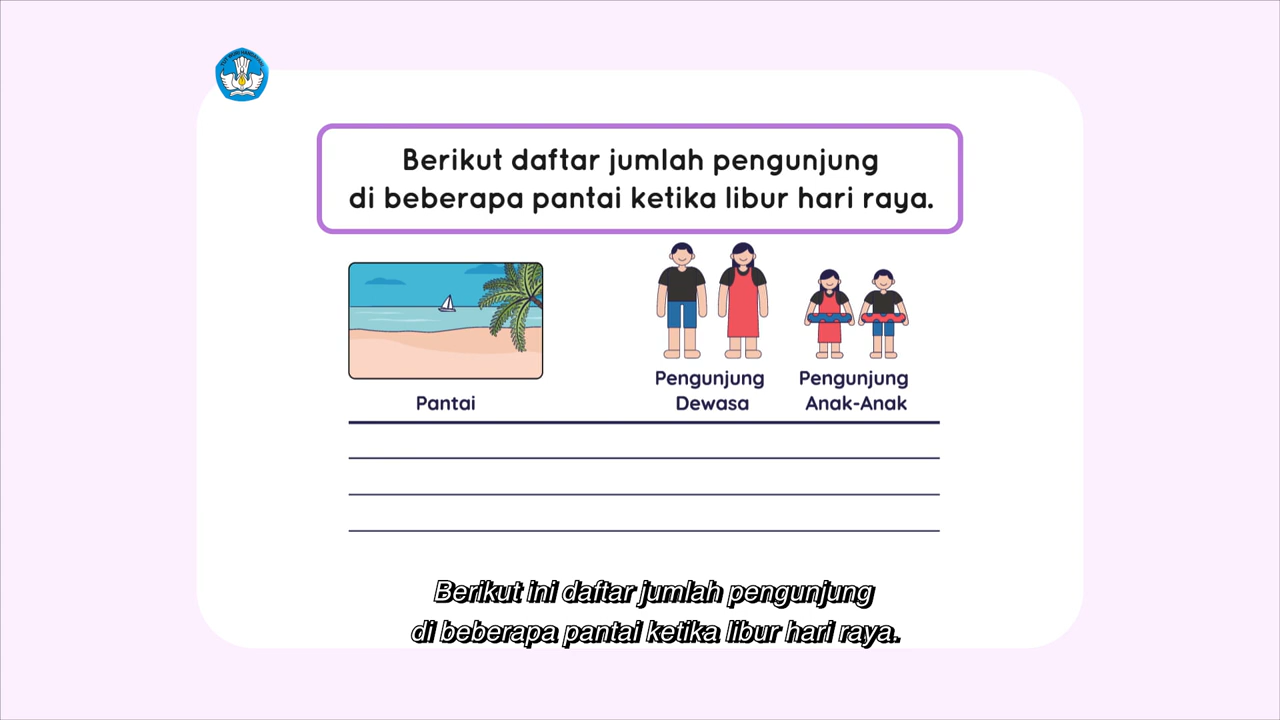 Berikut daftar jumlah pengunjung
di beberapa pantai ketika libur hari raya.
Pantai
Pengunjung
Dewasa
Pengunjung
Anak-Anak
Berikut ini daftar jumlah pengunjung
di beberapa pantai ketika libur hari raya.